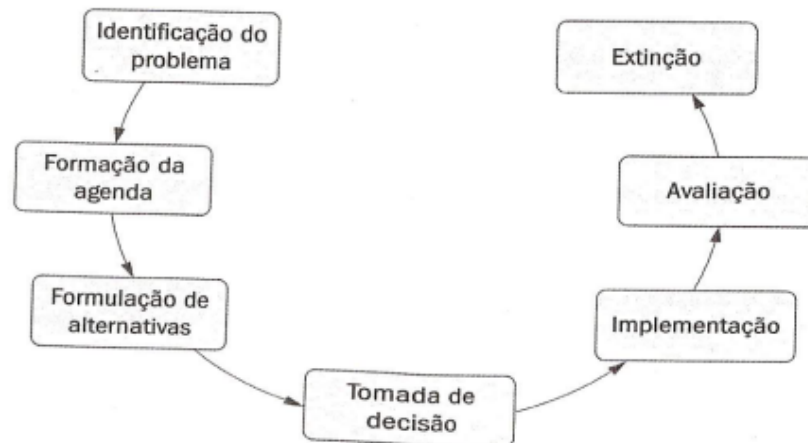 Identificação do
problema
Formação da
agenda
Formulação de
alternativas
Tomada de
decisão
Implementação
Avaliação
Extinção